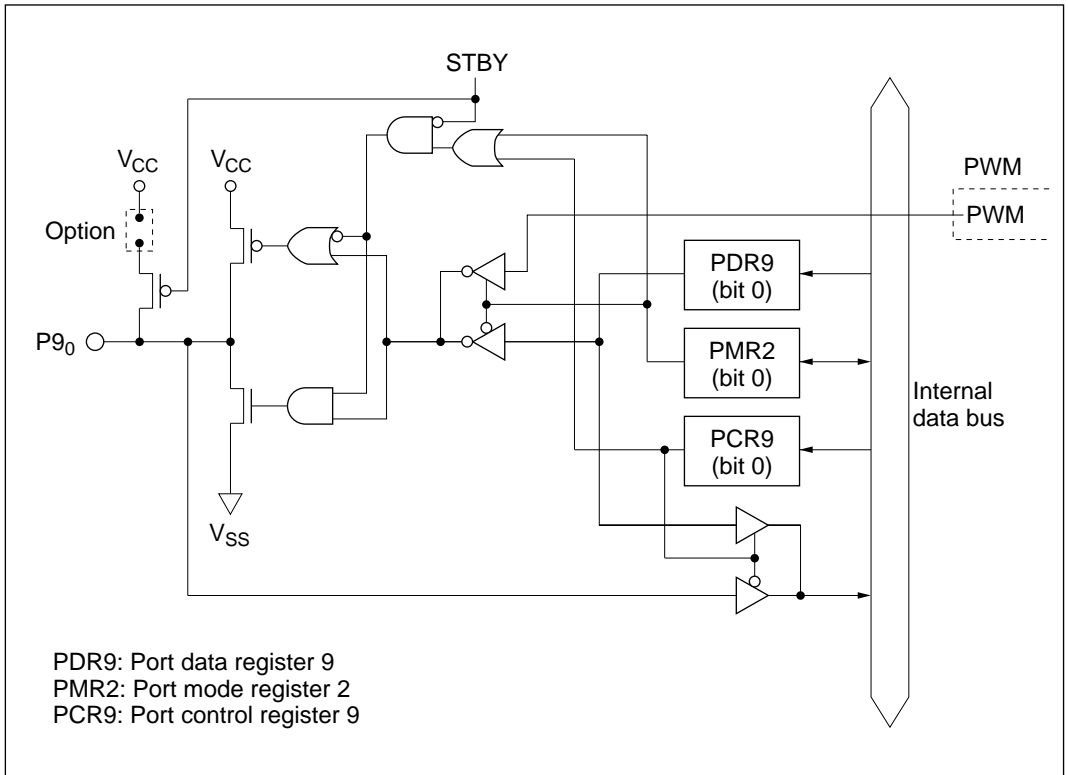 STBY
VCC
VCC
PWM
PWM
Option
PDR9
(bit 0)
P90
PMR2
(bit 0)
Internal
data bus
PCR9
(bit 0)
VSS
PDR9: Port data register 9
PMR2: Port mode register 2
PCR9: Port control register 9